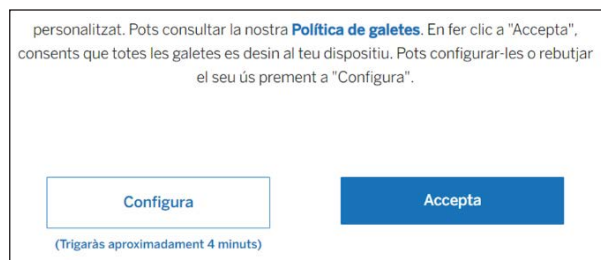 personalitzat. Pots consultar la nostra Política de galetes. En fer clic a "Accepta",
consents que totes les galetes es desin al teu dispositiu. Pots configurar-les o rebutjar
el seu ús prement a "Configura".
Configura
Accepta
(Trigaràs aproximadament 4 minuts)